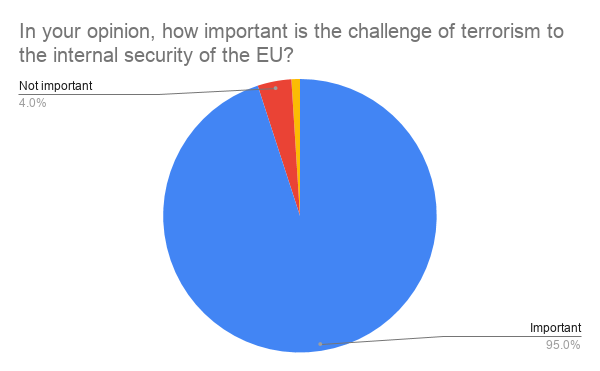 In your opinion, how important is the challenge of terrorism to
the internal security of the EU?
Not important
4.0%
Important
95.0%